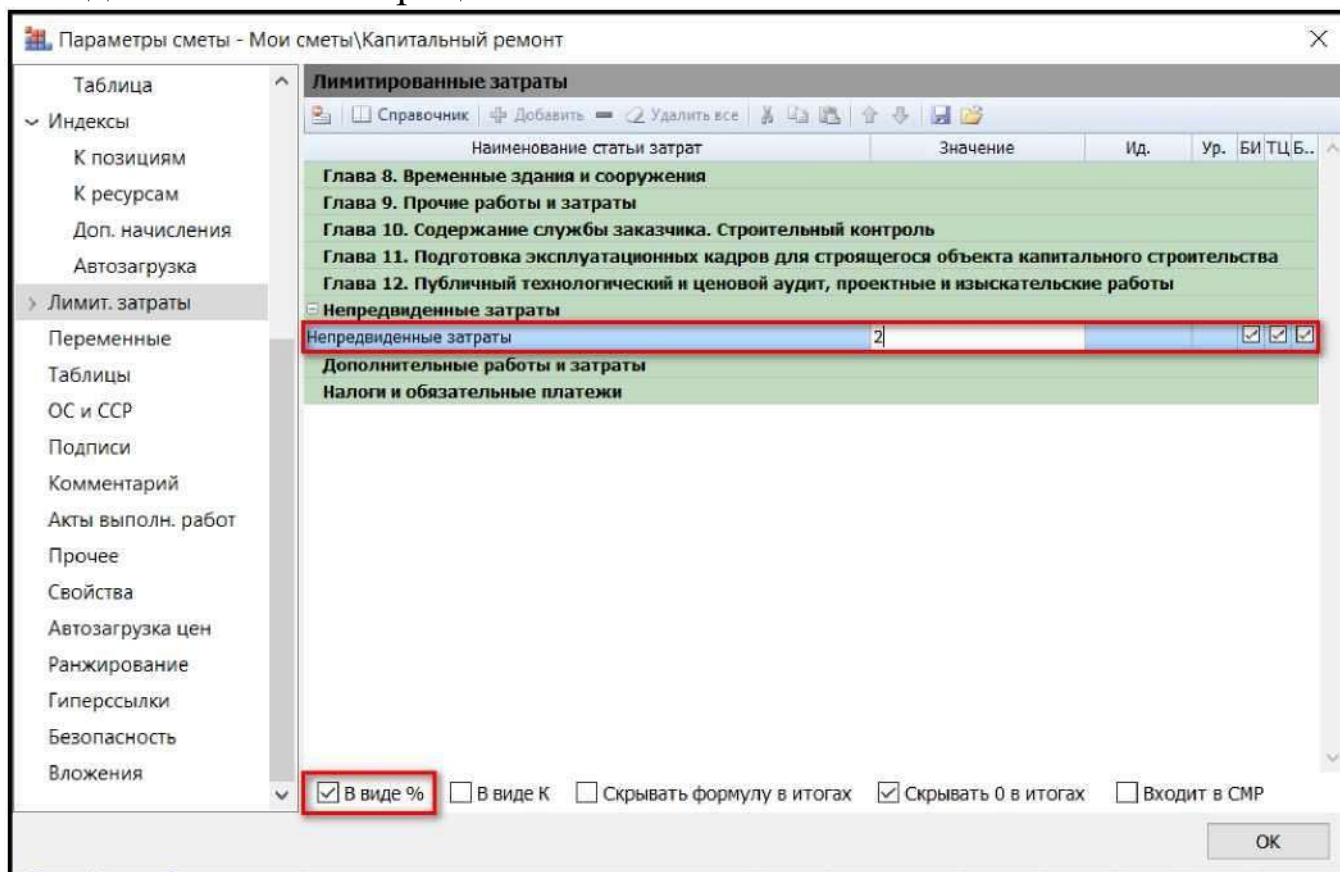 Параметры сметы - Мои сметы\Капитальный ремонт
Таблица
Индексы
К позициям
К ресурсам
Доп. начисления
Автозагрузка
Лимит. затраты
Переменные
Таблицы
ОС и ССР
Подписи
Комментарий
Акты выполн. работ
Прочее
Свойства
Автозагрузка цен
Ранжирование
Гиперссылки
Безопасность
Вложения
Лимитированные затраты
Справочник Добавить Удалить все
Наименование статьи затрат Значение Ид. Ур. БИ ТЦ Б..
Глава 8. Временные здания и сооружения
Глава 9. Прочие работы и затраты
Глава 10. Содержание службы заказчика. Строительный контроль
Глава 11. Подготовка эксплуатационных кадров для строящегося объекта капитального строительства
Глава 12. Публичный технологический и ценовой аудит, проектные и изыскательские работы
Непредвиденные затраты
Непредвиденные затраты 2
Дополнительные работы и затраты
Налоги и обязательные платежи
В виде % В виде К Скрывать формулу в итогах Скрывать 0 в итогах Входит в СМР
ОК